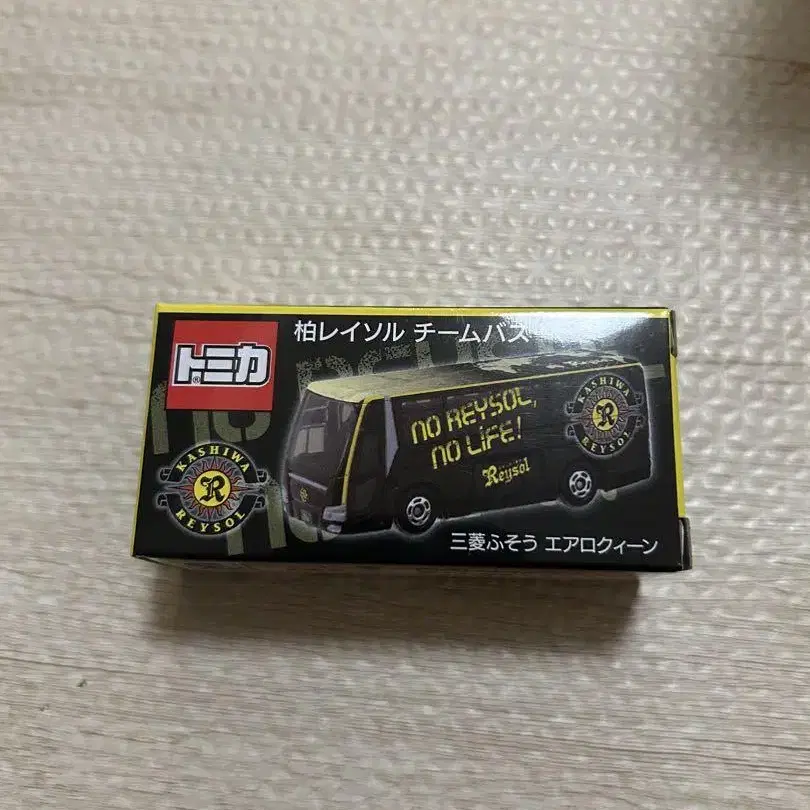 柏レイソル チームバス
トミカ
®
NO REYSOL,
NO LIFE!
Reysol
KASHIWA
R
REYSOL
KASHIWA
R
REYSOL
三菱ふそう エアロクィーン